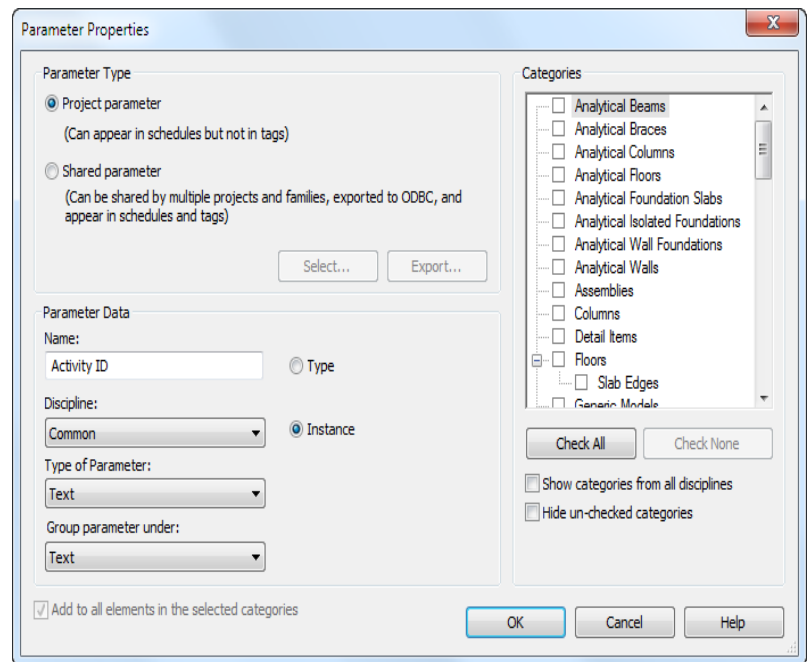 Parameter Properties
X
Parameter Type
Project parameter
(Can appear in schedules but not in tags)
Shared parameter
(Can be shared by multiple projects and families, exported to ODBC, and
appear in schedules and tags)
Select...
Export...
Parameter Data
Name:
Activity ID
Type
Discipline:
Common
Instance
Type of Parameter:
Text
Group parameter under:
Text
Add to all elements in the selected categories
Categories
Analytical Beams
Analytical Braces
Analytical Columns
Analytical Floors
Analytical Foundation Slabs
Analytical Isolated Foundations
Analytical Wall Foundations
Analytical Walls
Assemblies
Columns
Detail Items
Floors
Slab Edges
Generic Models
Check All
Check None
Show categories from all disciplines
Hide un-checked categories
OK
Cancel
Help